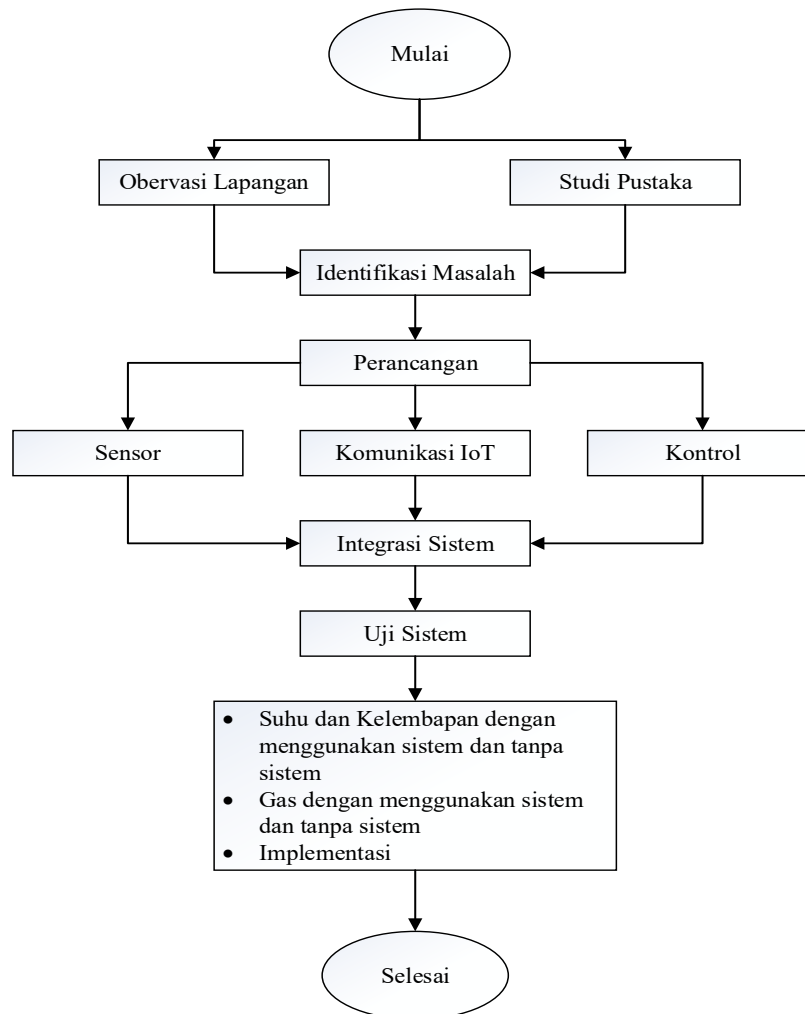 Mulai
Obervasi Lapangan
Studi Pustaka
Identifikasi Masalah
Perancangan
Sensor
Komunikasi IoT
Kontrol
Integrasi Sistem
Uji Sistem
• Suhu dan Kelembapan dengan
menggunakan sistem dan tanpa
sistem
• Gas dengan menggunakan sistem
dan tanpa sistem
• Implementasi
Selesai